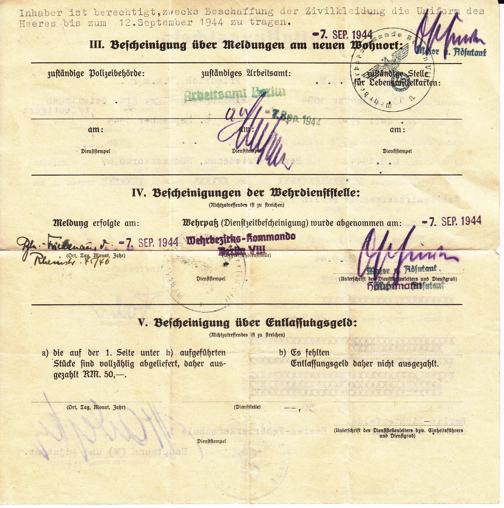 Inhaber ist berechtigt, zwecks Beschaffung der Zivilkleidung die Uniform des
Heeres bis zum 12.September 1944 zu tragen.
-7. SEP. 1944
III. Bescheinigung über Meldungen am neuen Wohnort:
Major u. Adjutant
zuständige Polizeibehörde:
zuständiges Arbeitsamt:
zuständige Stelle
für Lebensmittelkarten:
Arbeitsamt Berlin
-7. Sep. 1944
am:
am:
am:
Dienststempel
Dienststempel
Dienststempel
IV. Bescheinigungen der Wehrdienststelle:
(Nichtzutreffendes ist zu streichen)
Meldung erfolgte am:
Wehrpaß (Dienstzeitbescheinigung) wurde abgenommen am:
-7. SEP. 1944
-7. SEP. 1944
Wehrbezirks-Kommando
Berlin VIII
(Ort, Tag, Monat, Jahr)
Dienststempel
Major u. Adjutant
(Unterschrift des Dienststellenleiters und Dienstgrad)
Hauptmann
V. Bescheinigung über Entlassungsgeld:
(Nichtzutreffendes ist zu streichen)
a) die auf der 1. Seite unter h) aufgeführten
Stücke sind vollzählig abgeliefert, daher aus-
gezahlt RM. 50,—.
b) Es fehlten
Entlassungsgeld daher nicht ausgezahlt.
(Ort, Tag, Monat, Jahr)
(Dienststelle)
Dienststempel
(Unterschrift des Dienststellenleiters bzw. Einheitsführers
und Dienstgrad)